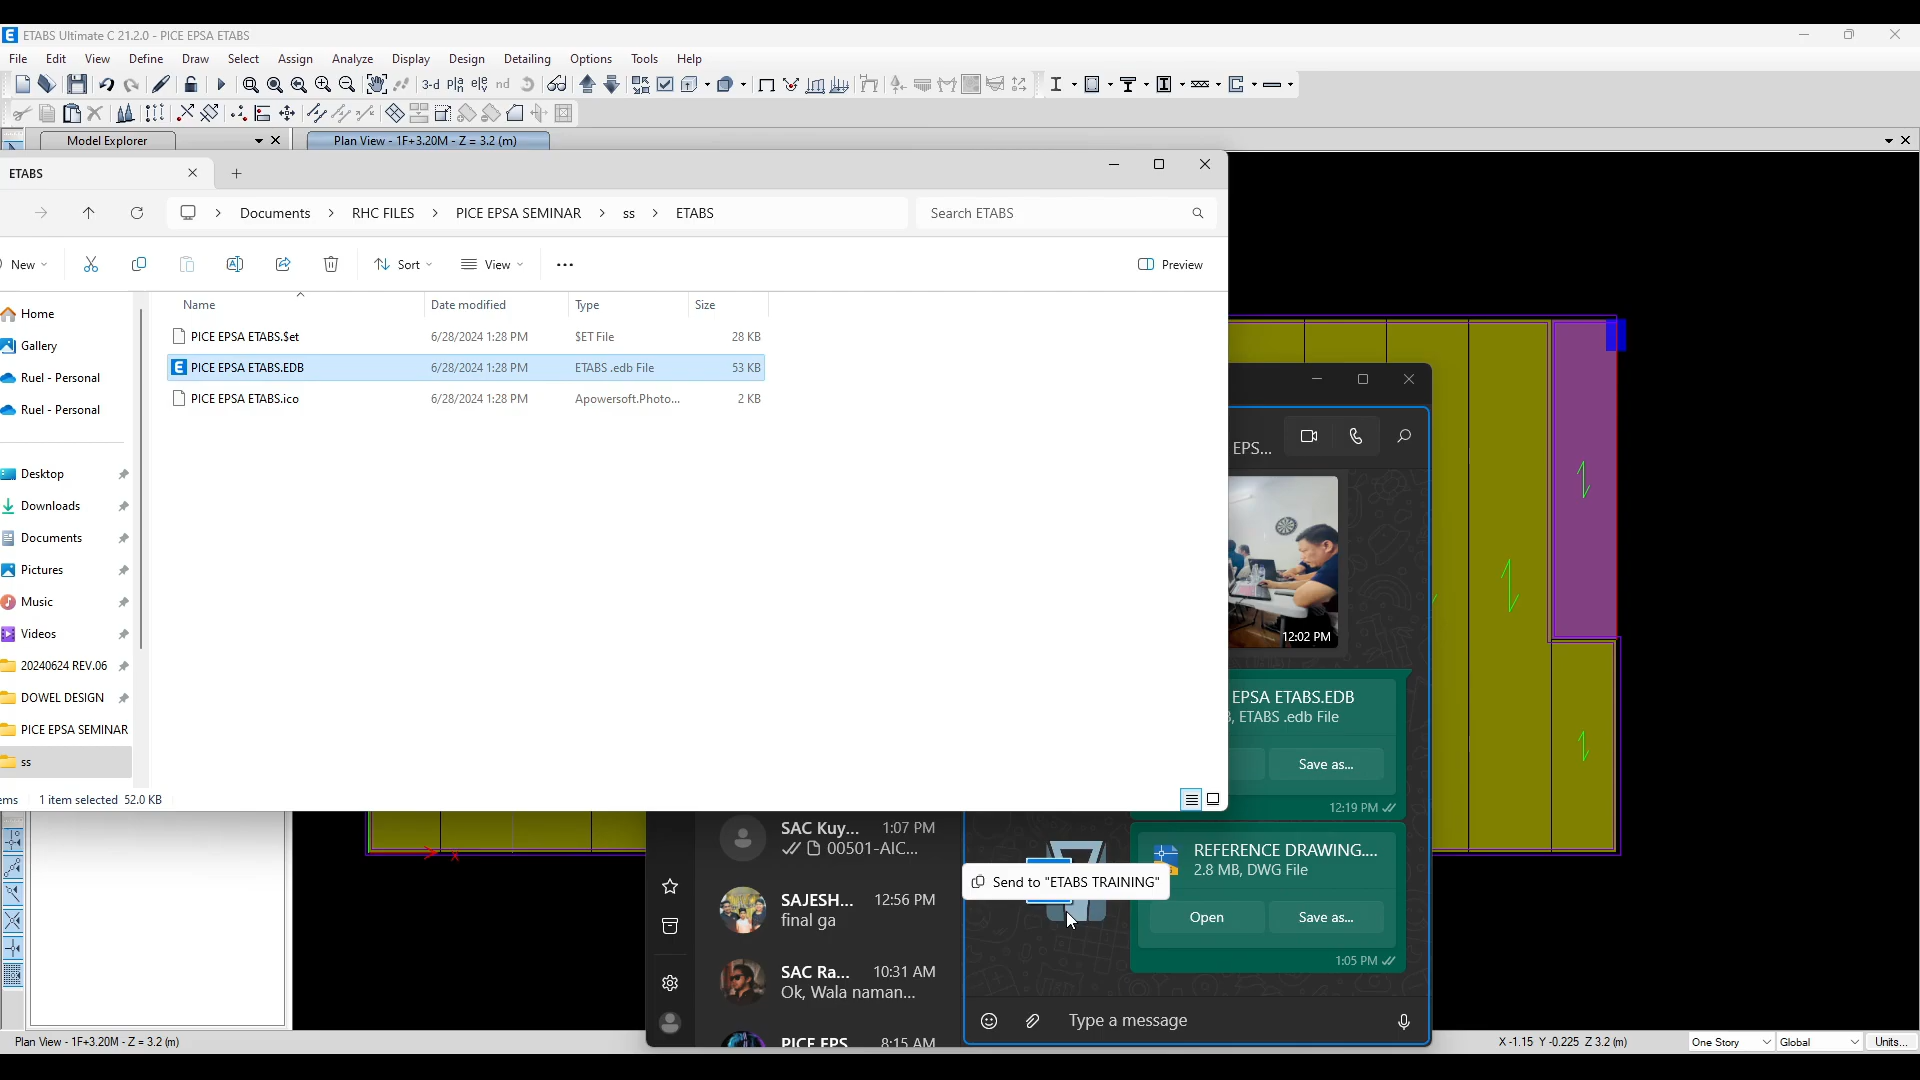 ETABS Ultimate C 21.2.0 - PICE EPSA ETABS
File Edit View Define Draw Select Assign Analyze Display Design Detailing Options Tools Help
3-d nd
Model Explorer
Plan View - 1F+3.20M - Z = 3.2 (m)
ETABS
Documents > RHC FILES > PICE EPSA SEMINAR > ss > ETABS
Search ETABS
New Sort View Preview
Name Date modified Type Size
PICE EPSA ETABS.$et 6/28/2024 1:28 PM $ET File 28 KB
PICE EPSA ETABS.EDB 6/28/2024 1:28 PM ETABS .edb File 53 KB
PICE EPSA ETABS.ico 6/28/2024 1:28 PM Apowersoft.Photo... 2 KB
Home
Gallery
Ruel - Personal
Ruel - Personal
Desktop
Downloads
Documents
Pictures
Music
Videos
20240624 REV.06
DOWEL DESIGN
PICE EPSA SEMINAR
ss
ems 1 item selected 52.0 KB
EPS...
12:02 PM
EPSA ETABS.EDB
B, ETABS .edb File
Save as...
12:19 PM
REFERENCE DRAWING....
2.8 MB, DWG File
Open Save as...
1:05 PM
Send to "ETABS TRAINING"
SAC Kuy... 1:07 PM
00501-AIC...
SAJESH... 12:56 PM
final ga
SAC Ra... 10:31 AM
Ok, Wala naman...
PICE EPS 8:15 AM
Type a message
X
Plan View - 1F+3.20M - Z = 3.2 (m)
X -1.15 Y -0.225 Z 3.2 (m)
One Story Global Units...